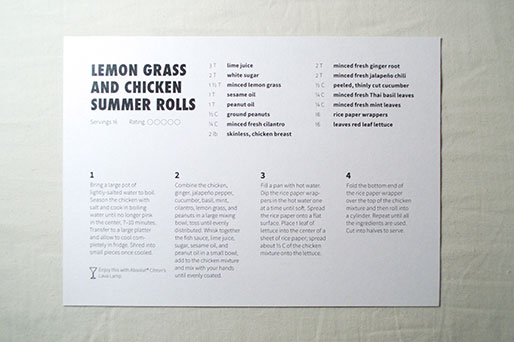 LEMON GRASS
AND CHICKEN
SUMMER ROLLS
Servings 16 Rating
3 T lime juice
2 T white sugar
1 ½ T minced lemon grass
1 T sesame oil
1 T peanut oil
½ C ground peanuts
¼ C minced fresh cilantro
2 lb skinless, chicken breast
2 T minced fresh ginger root
2 T minced fresh jalapeño chili
½ C peeled, thinly cut cucumber
¼ C minced fresh Thai basil leaves
¼ C minced fresh mint leaves
16 rice paper wrappers
16 leaves red leaf lettuce
1
Bring a large pot of
lightly-salted water to boil.
Season the chicken with
salt and cook in boiling
water until no longer pink
in the center, 7-10 minutes.
Transfer to a large platter
and allow to cool com-
pletely in fridge. Shred into
small pieces once cooled.
Enjoy this with
Lake Lamp.
2
Combine the chicken,
ginger, jalapeño pepper,
cucumber, basil, mint,
cilantro, lemon grass, and
peanuts in a large mixing
bowl; toss until evenly
distributed. Whisk together
the fish sauce, lime juice,
sugar, sesame oil, and
peanut oil in a small bowl;
add to the chicken mixture
and mix with your hands
until evenly coated.
3
Fill a pan with hot water.
Dip the rice paper wrap-
pers in the hot water one
at a time until soft. Spread
the rice paper onto a flat
surface. Place 1 leaf of
lettuce into the center of a
sheet of rice paper; spread
about ½ C of the chicken
mixture onto the lettuce.
4
Fold the bottom end of
the rice paper wrapper
over the top of the chicken
mixture and then roll into
a cylinder. Repeat until all
the ingredients are used.
Cut into halves to serve.